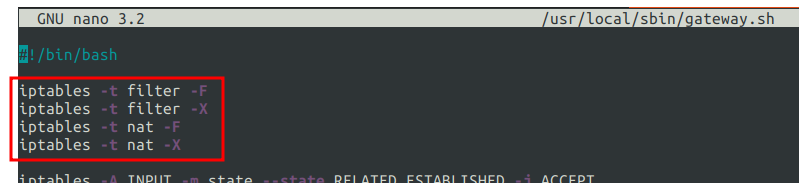 GNU nano 3.2 /usr/local/sbin/gateway.sh
#!/bin/bash
iptables -t filter -F
iptables -t filter -X
iptables -t nat -F
iptables -t nat -X
iptables -A INPUT -m state --state RELATED,ESTABLISHED -j ACCEPT